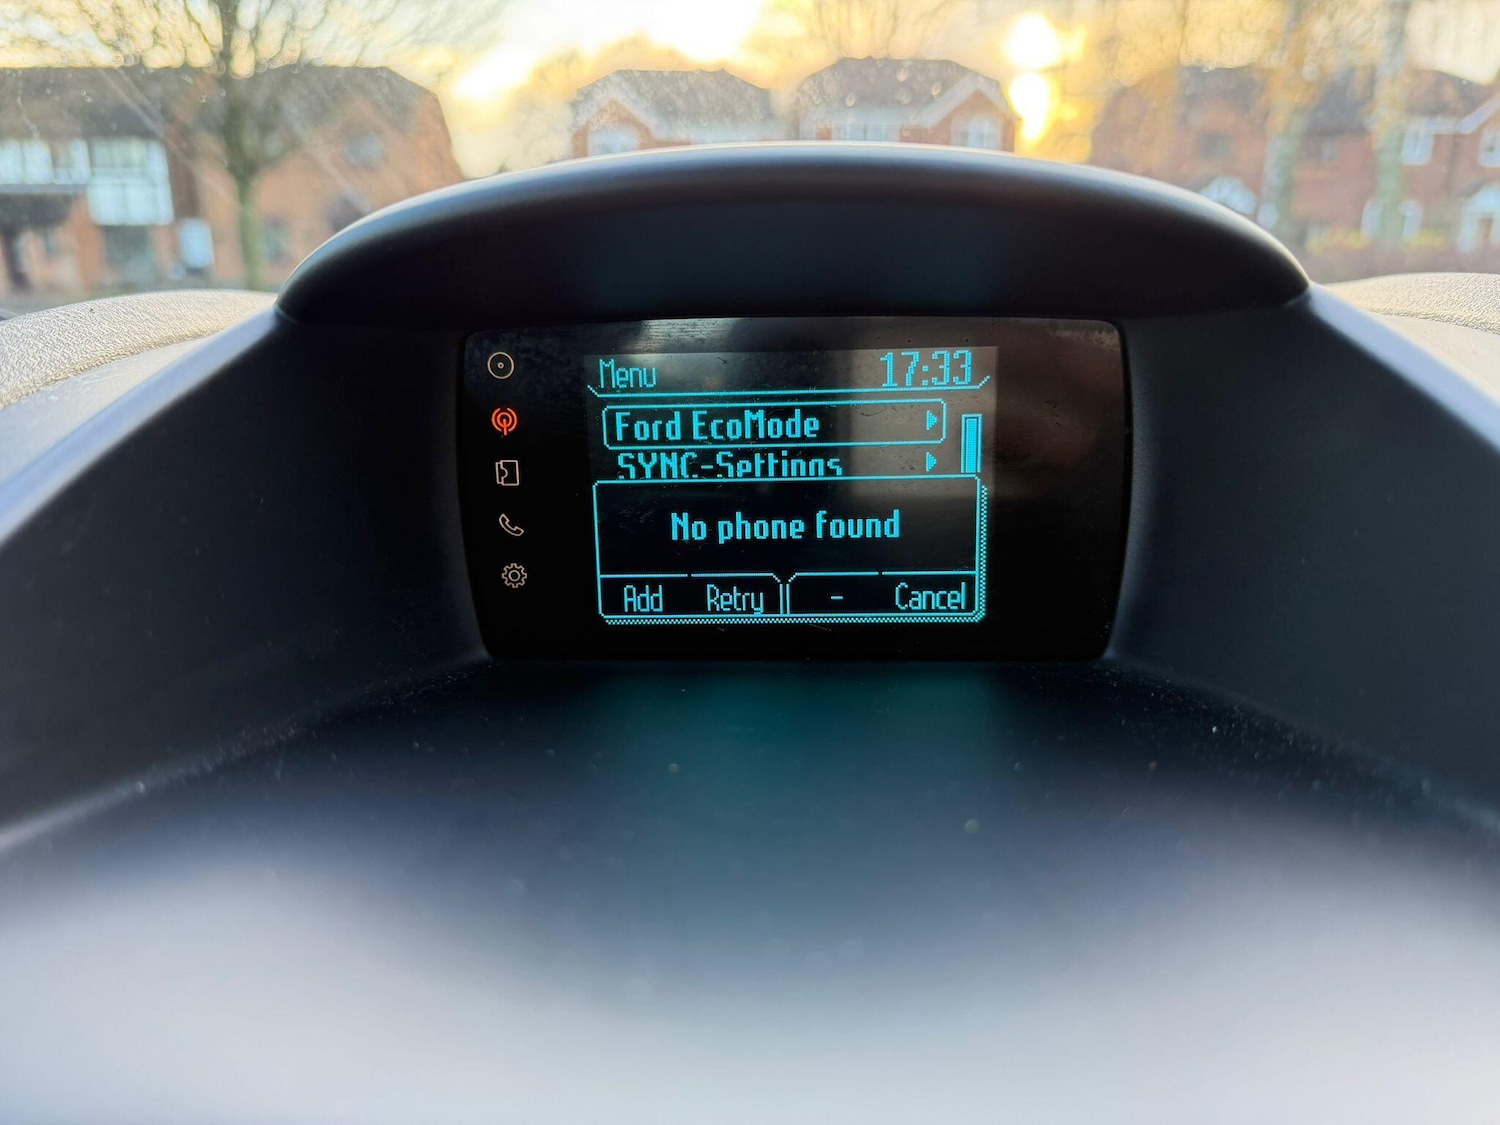 Menu 17:33
Ford EcoMode
SYNC-Settings
No phone found
Add Retry - Cancel